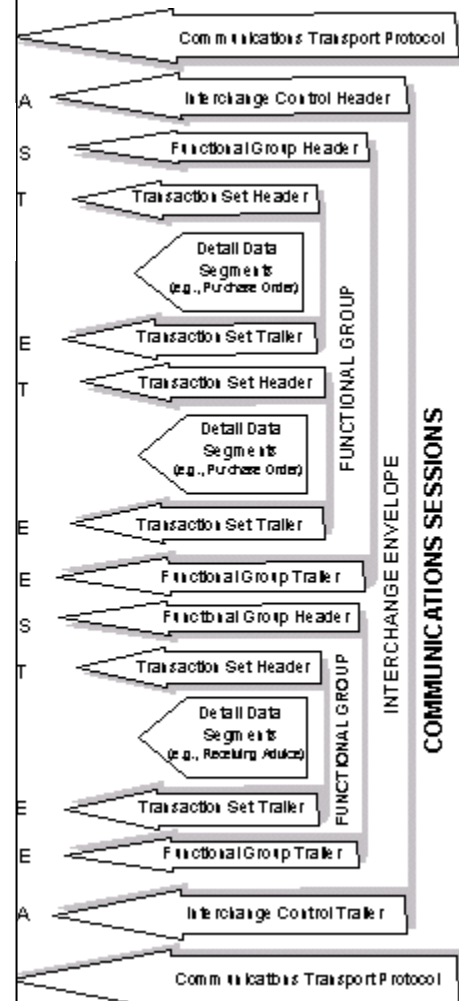 Communications Transport Protocol
A Interchange Control Header
S Functional Group Header
T Transaction Set Header
Detail Data
Segments
(e.g., Purchase Order)
E Transaction Set Trailer
T Transaction Set Header
Detail Data
Segments
(e.g., Purchase Order)
E Transaction Set Trailer
E Functional Group Trailer
S Functional Group Header
T Transaction Set Header
Detail Data
Segments
(e.g., Receiving Advice)
E Transaction Set Trailer
E Functional Group Trailer
A Interchange Control Trailer
Communications Transport Protocol
FUNCTIONAL GROUP
FUNCTIONAL GROUP
INTERCHANGE ENVELOPE
COMMUNICATIONS SESSIONS